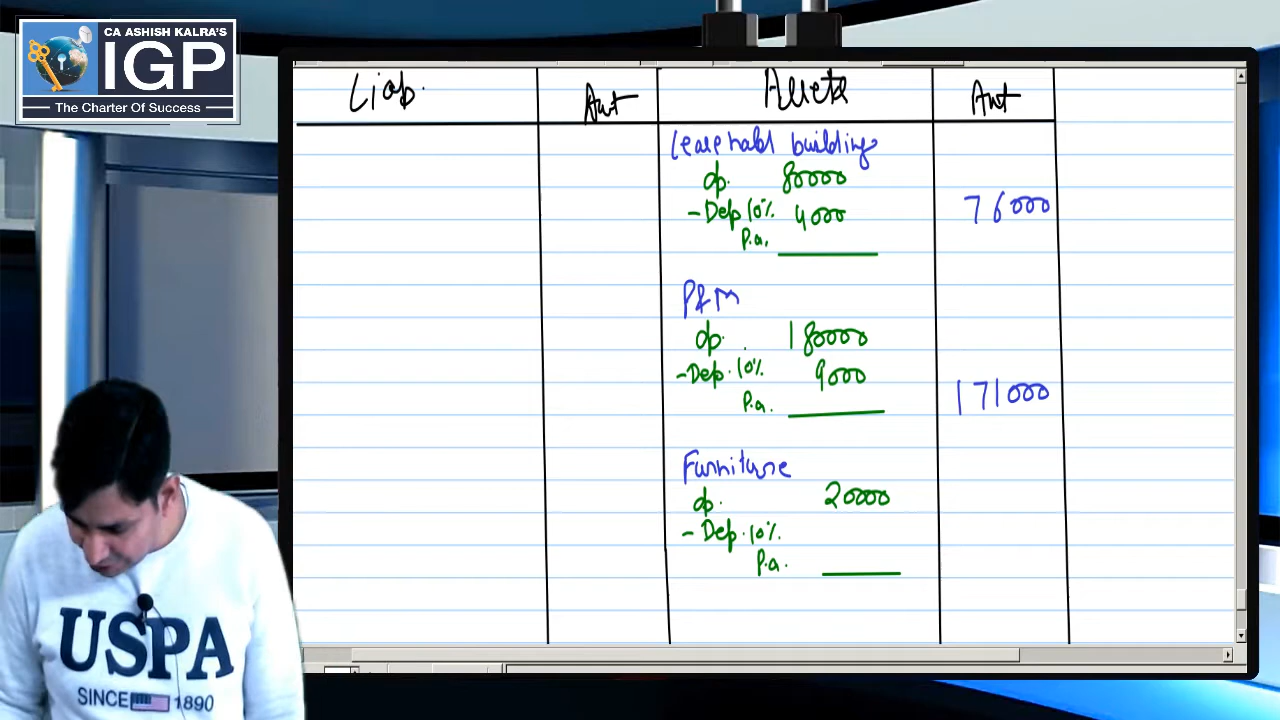 CA ASHISH KALRA'S
IGP
The Charter Of Success
Liab. Amt Assets Amt
Leasehold buildings
op. 80000
- Dep 10% 4000 76000
p.a.
P&M
op. 180000
- Dep. 10% 9000
p.a. 171000
Furniture
op. 20000
- Dep. 10%
p.a.
USPA
SINCE 1890